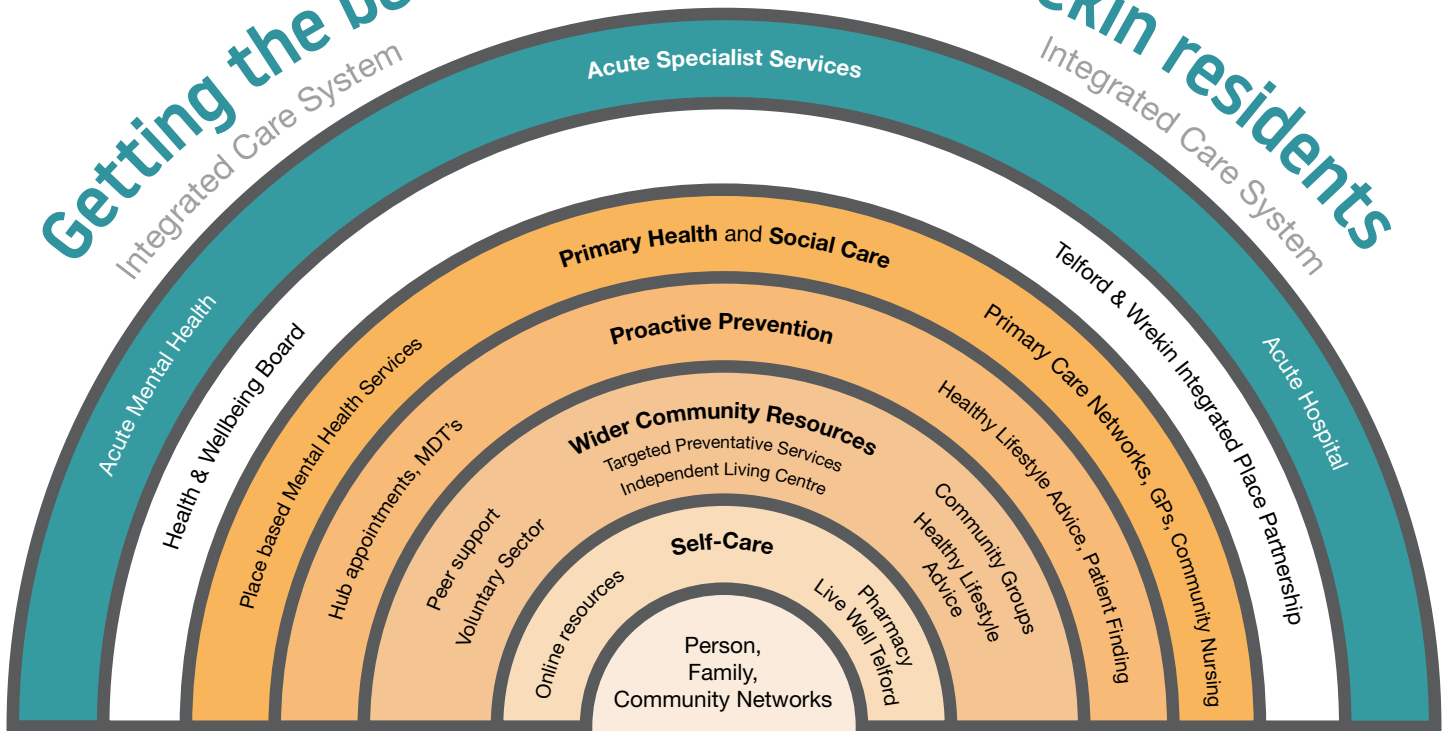 Getting the
ekin residents
Integrated Care System
Integrated Care System
Acute Specialist Services
Acute Mental Health
Acute Hospital
Health & Wellbeing Board
Telford & Wrekin Integrated Place Partnership
Primary Health and Social Care
Place based Mental Health Services
Primary Care Networks, GPs, Community Nursing
Proactive Prevention
Hub appointments, MDT's
Healthy Lifestyle Advice, Patient Finding
Wider Community Resources
Targeted Preventative Services
Independent Living Centre
Peer support
Voluntary Sector
Community Groups
Healthy Lifestyle
Advice
Self-Care
Online resources
Pharmacy
Live Well Telford
Person,
Family,
Community Networks